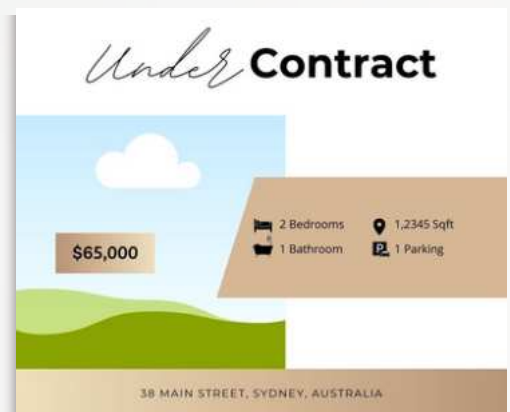 Under Contract
2 Bedrooms
1,2345 Sqft
1 Bathroom
1 Parking
$65,000
38 MAIN STREET, SYDNEY, AUSTRALIA